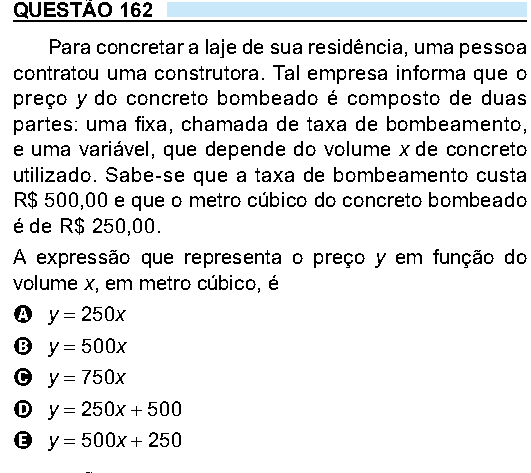 QUESTÃO 162
Para concretar a laje de sua residência, uma pessoa
contratou uma construtora. Tal empresa informa que o
preço y do concreto bombeado é composto de duas
partes: uma fixa, chamada de taxa de bombeamento,
e uma variável, que depende do volume x de concreto
utilizado. Sabe-se que a taxa de bombeamento custa
R$ 500,00 e que o metro cúbico do concreto bombeado
é de R$ 250,00.
A expressão que representa o preço y em função do
volume x, em metro cúbico, é
A y = 250x
B y = 500x
C y = 750x
D y = 250x + 500
E y = 500x + 250